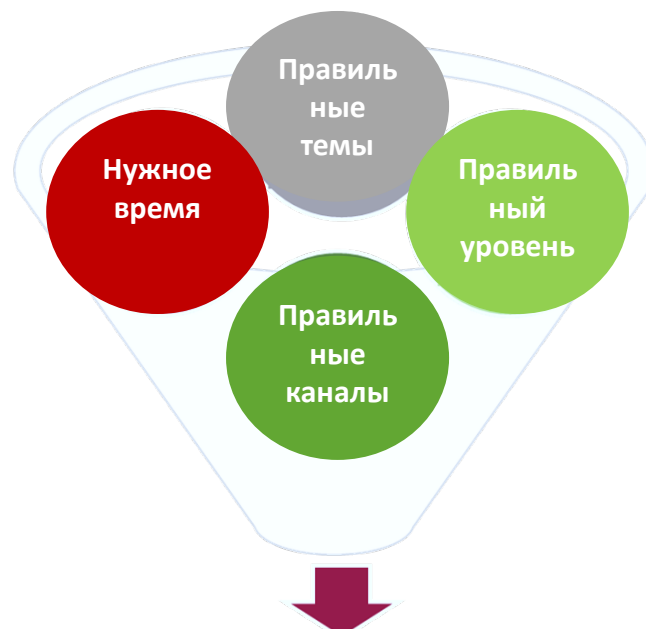 Правиль
ные
темы
Нужное
время
Правиль
ный
уровень
Правиль
ные
каналы